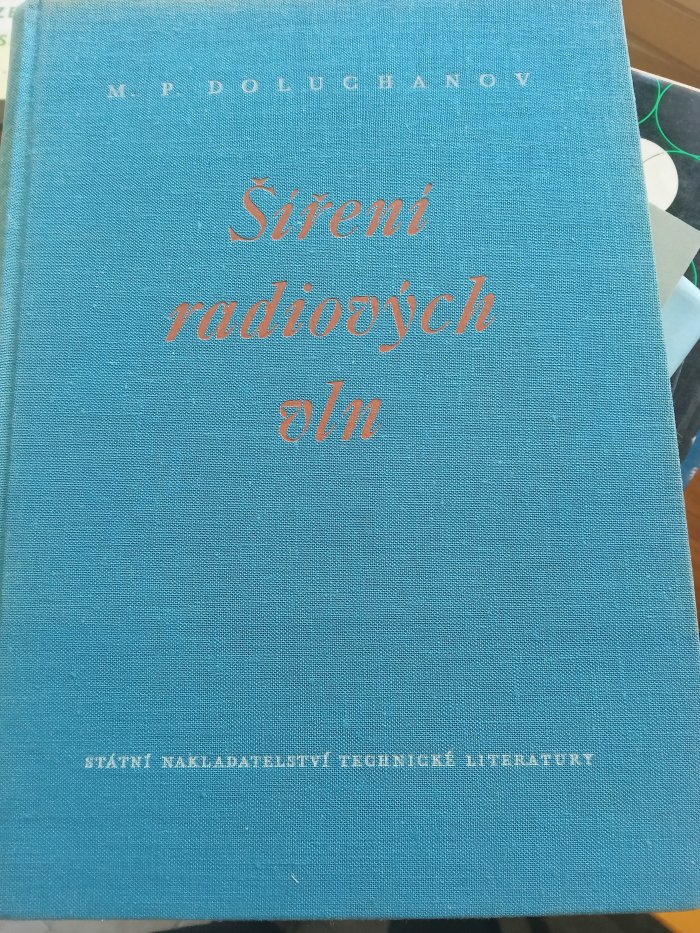 M. P. DOLUCHANOV
Šíření
radiových
vln
STÁTNÍ NAKLADATELSTVÍ TECHNICKÉ LITERATURY